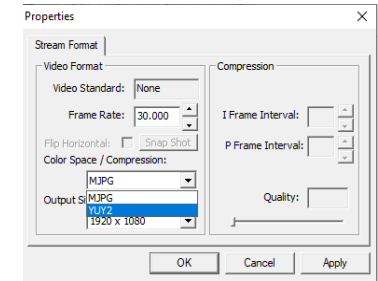 Properties
Stream Format
Video Format
Video Standard: None
Frame Rate: 30.000
Flip Horizontal: Snap Shot
Color Space / Compression:
MJPG
MJPG
Output Si
YUY2
1920 x 1080
Compression
I Frame Interval:
P Frame Interval:
Quality:
OK Cancel Apply